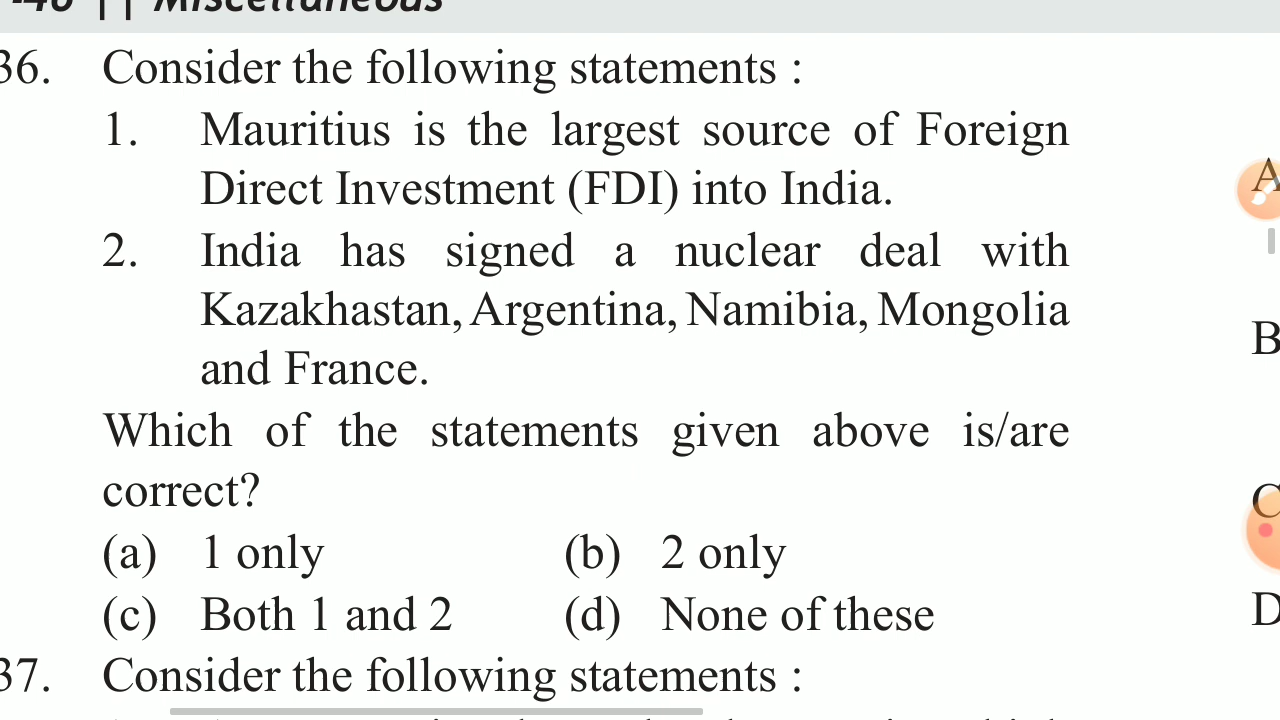 Miscellaneous
36. Consider the following statements :
1. Mauritius is the largest source of Foreign
Direct Investment (FDI) into India.
2. India has signed a nuclear deal with
Kazakhastan, Argentina, Namibia, Mongolia
and France.
Which of the statements given above is/are
correct?
(a) 1 only (b) 2 only
(c) Both 1 and 2 (d) None of these
37. Consider the following statements :
A
B
C
D